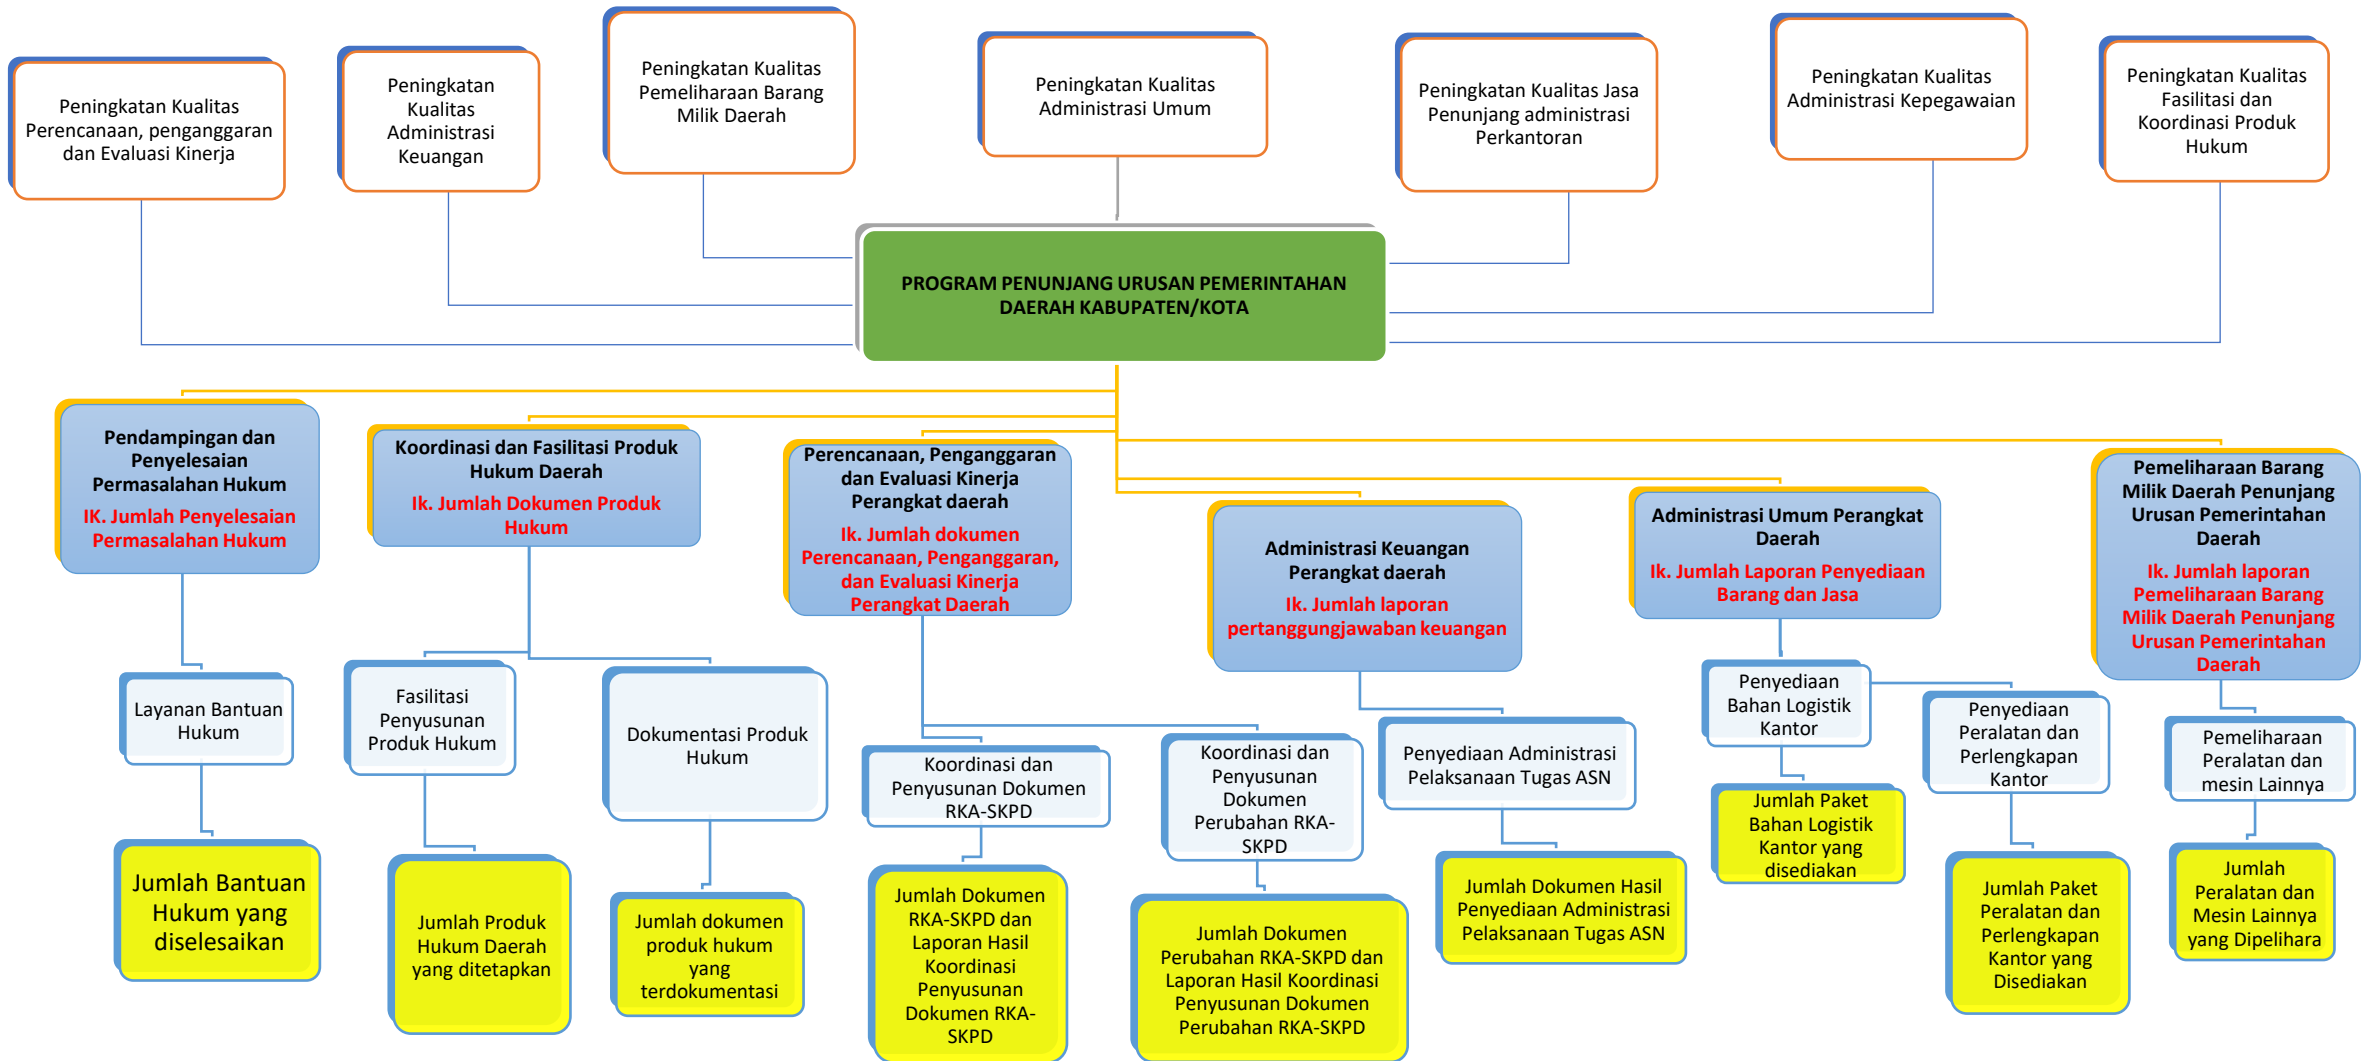 Peningkatan Kualitas
Perencanaan, penganggaran
dan Evaluasi Kinerja
Peningkatan
Kualitas
Administrasi
Keuangan
Peningkatan Kualitas
Pemeliharaan Barang
Milik Daerah
Peningkatan Kualitas
Administrasi Umum
Peningkatan Kualitas Jasa
Penunjang administrasi
Perkantoran
Peningkatan Kualitas
Administrasi Kepegawaian
Peningkatan Kualitas
Fasilitasi dan
Koordinasi Produk
Hukum
PROGRAM PENUNJANG URUSAN PEMERINTAHAN
DAERAH KABUPATEN/KOTA
Pendampingan dan
Penyelesaian
Permasalahan Hukum
IK. Jumlah Penyelesaian
Permasalahan Hukum
Koordinasi dan Fasilitasi Produk
Hukum Daerah
Ik. Jumlah Dokumen Produk
Hukum
Perencanaan, Penganggaran
dan Evaluasi Kinerja
Perangkat daerah
Ik. Jumlah dokumen
Perencanaan, Penganggaran,
dan Evaluasi Kinerja
Perangkat Daerah
Administrasi Keuangan
Perangkat daerah
Ik. Jumlah laporan
pertanggungjawaban keuangan
Administrasi Umum Perangkat
Daerah
Ik. Jumlah Laporan Penyediaan
Barang dan Jasa
Pemeliharaan Barang
Milik Daerah Penunjang
Urusan Pemerintahan
Daerah
Ik. Jumlah laporan
Pemeliharaan Barang
Milik Daerah Penunjang
Urusan Pemerintahan
Daerah
Layanan Bantuan
Hukum
Fasilitasi
Penyusunan
Produk Hukum
Dokumentasi Produk
Hukum
Koordinasi dan
Penyusunan Dokumen
RKA-SKPD
Koordinasi dan
Penyusunan
Dokumen
Perubahan RKA-
SKPD
Penyediaan Administrasi
Pelaksanaan Tugas ASN
Penyediaan
Bahan Logistik
Kantor
Penyediaan
Peralatan dan
Perlengkapan
Kantor
Pemeliharaan
Peralatan dan
mesin Lainnya
Jumlah Bantuan
Hukum yang
diselesaikan
Jumlah Produk
Hukum Daerah
yang ditetapkan
Jumlah dokumen
produk hukum
yang
terdokumentasi
Jumlah Dokumen
RKA-SKPD dan
Laporan Hasil
Koordinasi
Penyusunan
Dokumen RKA-
SKPD
Jumlah Dokumen
Perubahan RKA-SKPD dan
Laporan Hasil Koordinasi
Penyusunan Dokumen
Perubahan RKA-SKPD
Jumlah Dokumen Hasil
Penyediaan Administrasi
Pelaksanaan Tugas ASN
Jumlah Paket
Bahan Logistik
Kantor yang
disediakan
Jumlah Paket
Peralatan dan
Perlengkapan
Kantor yang
Disediakan
Jumlah
Peralatan dan
Mesin Lainnya
yang Dipelihara